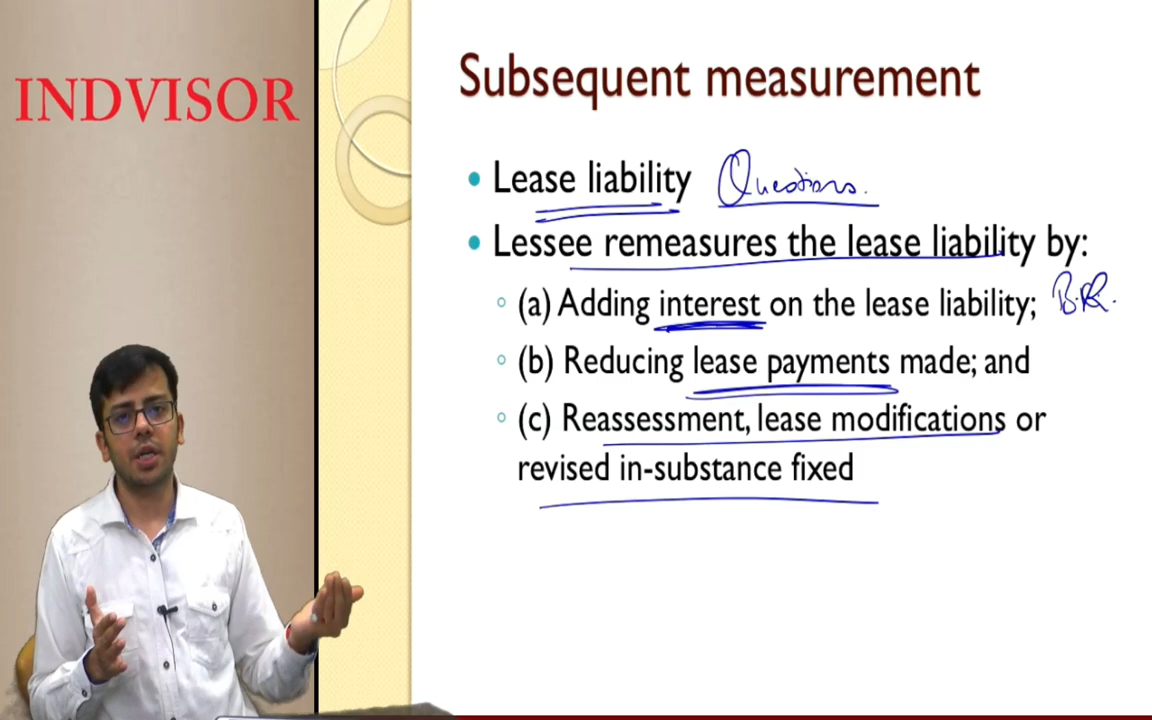 INDVISOR
Subsequent measurement
• Lease liability Questions.
• Lessee remeasures the lease liability by:
◦ (a) Adding interest on the lease liability; B.R.
◦ (b) Reducing lease payments made; and
◦ (c) Reassessment, lease modifications or
revised in-substance fixed